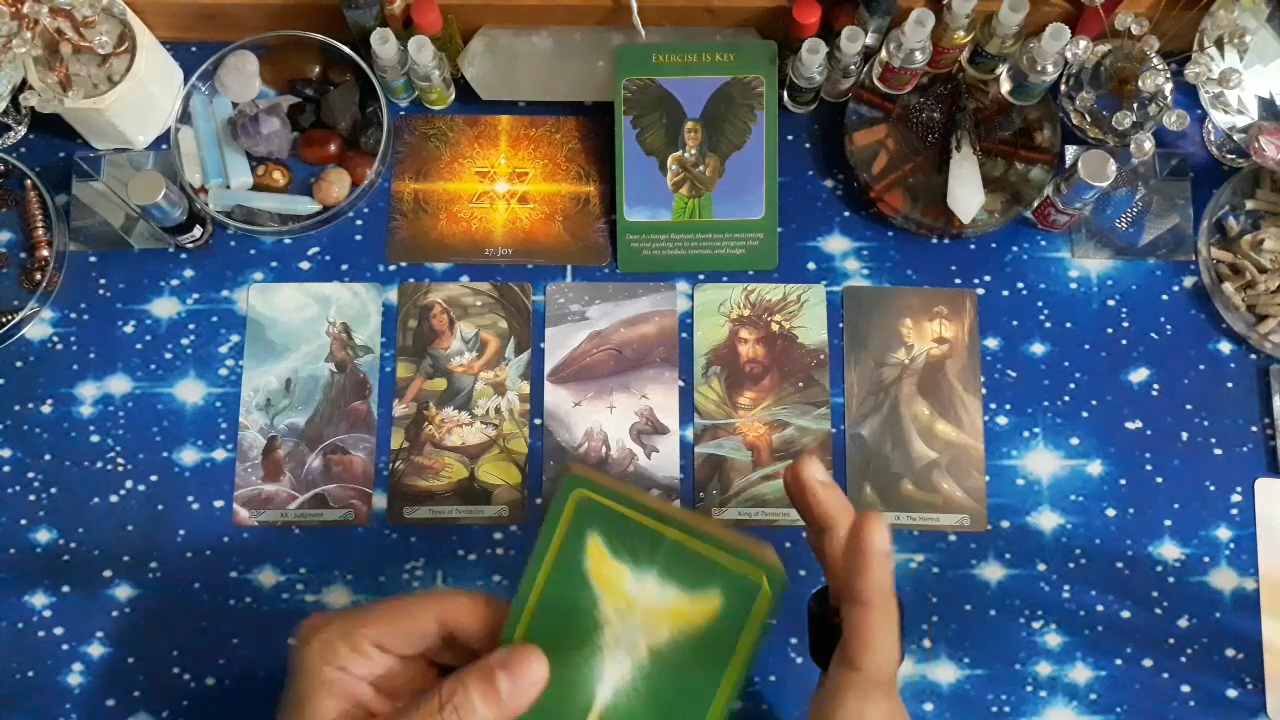 Exercise Is Key
27. Joy
Dear Archangel Raphael, thank you for motivating
me and guiding me to an exercise program that
fits my schedule, interests, and budget.
XX • Judgment
Three of Pentacles
King of Pentacles
IX • The Hermit